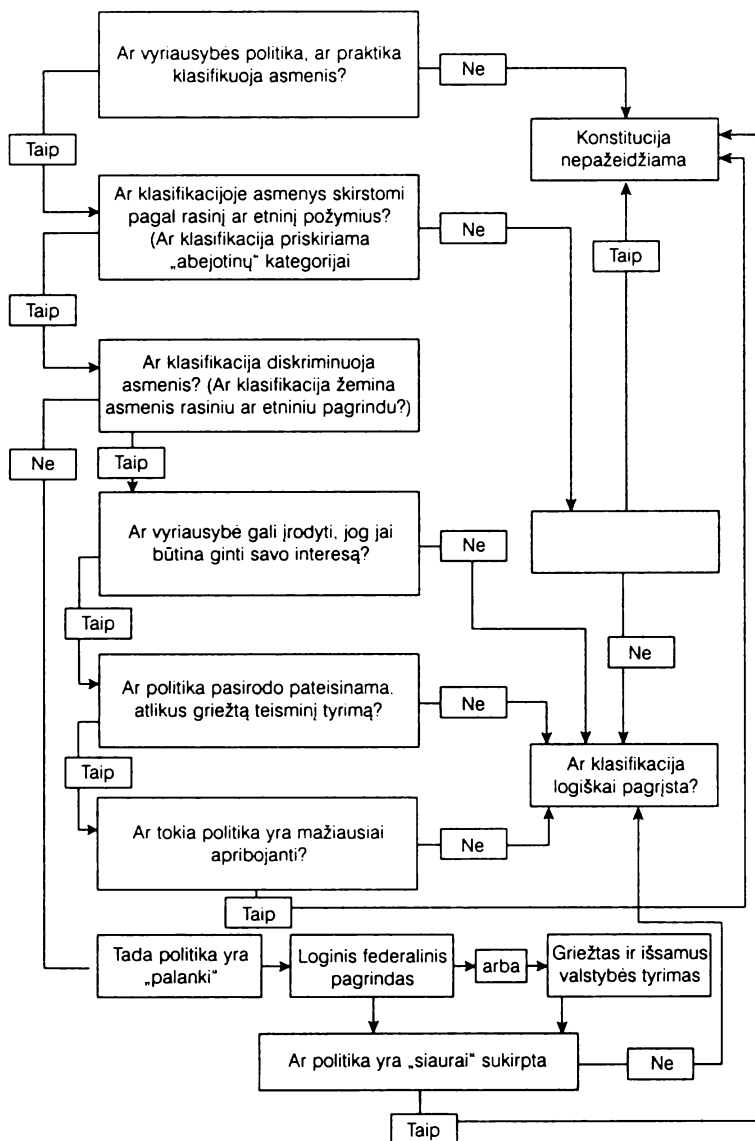 Ar vyriausybės politika, ar praktika
klasifikuoja asmenis?
Ne
Konstitucija
nepažeidžiama
Taip
Ar klasifikacijoje asmenys skirstomi
pagal rasinį ar etninį požymius?
(Ar klasifikacija priskiriama
„abejotinų“ kategorijai
Ne
Taip
Taip
Ar klasifikacija diskriminuoja
asmenis? (Ar klasifikacija žemina
asmenis rasiniu ar etniniu pagrindu?)
Ne
Taip
Ar vyriausybė gali įrodyti, jog jai
būtina ginti savo interesą?
Ne
Taip
Ne
Ar politika pasirodo pateisinama.
atlikus griežtą teisminį tyrimą?
Ne
Taip
Ar klasifikacija
logiškai pagrįsta?
Ar tokia politika yra mažiausiai
apribojanti?
Ne
Taip
Tada politika yra
„palanki“
Loginis federalinis
pagrindas
arba
Griežtas ir išsamus
valstybės tyrimas
Ar politika yra „siaurai“ sukirpta
Ne
Taip